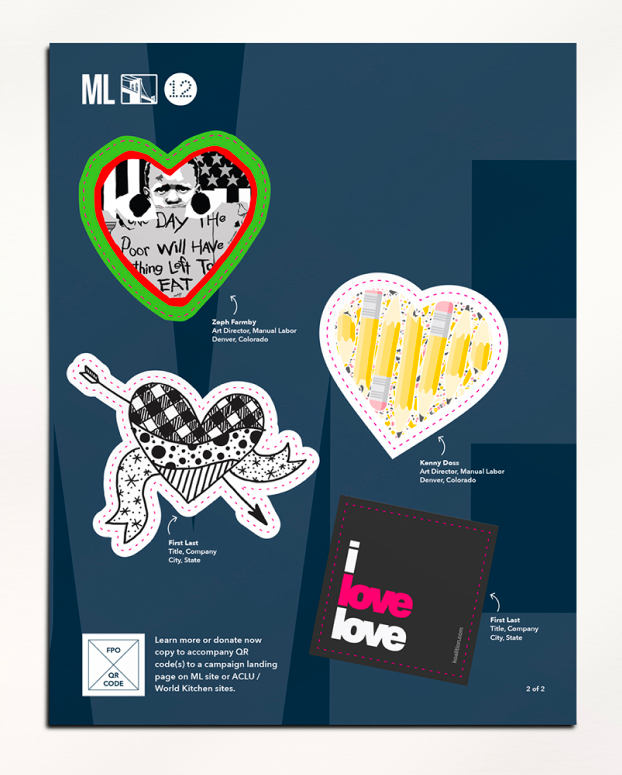 ML
12
ONE DAY THe
Poor Will HAVe
thing Left To
EAT
Zeph Farmby
Art Director, Manual Labor
Denver, Colorado
Kenny Doss
Art Director, Manual Labor
Denver, Colorado
First Last
Title, Company
City, State
i
love
love
koalition.com
First Last
Title, Company
City, State
FPO
QR
CODE
Learn more or donate now
copy to accompany QR
code(s) to a campaign landing
page on ML site or ACLU /
World Kitchen sites.
2 of 2